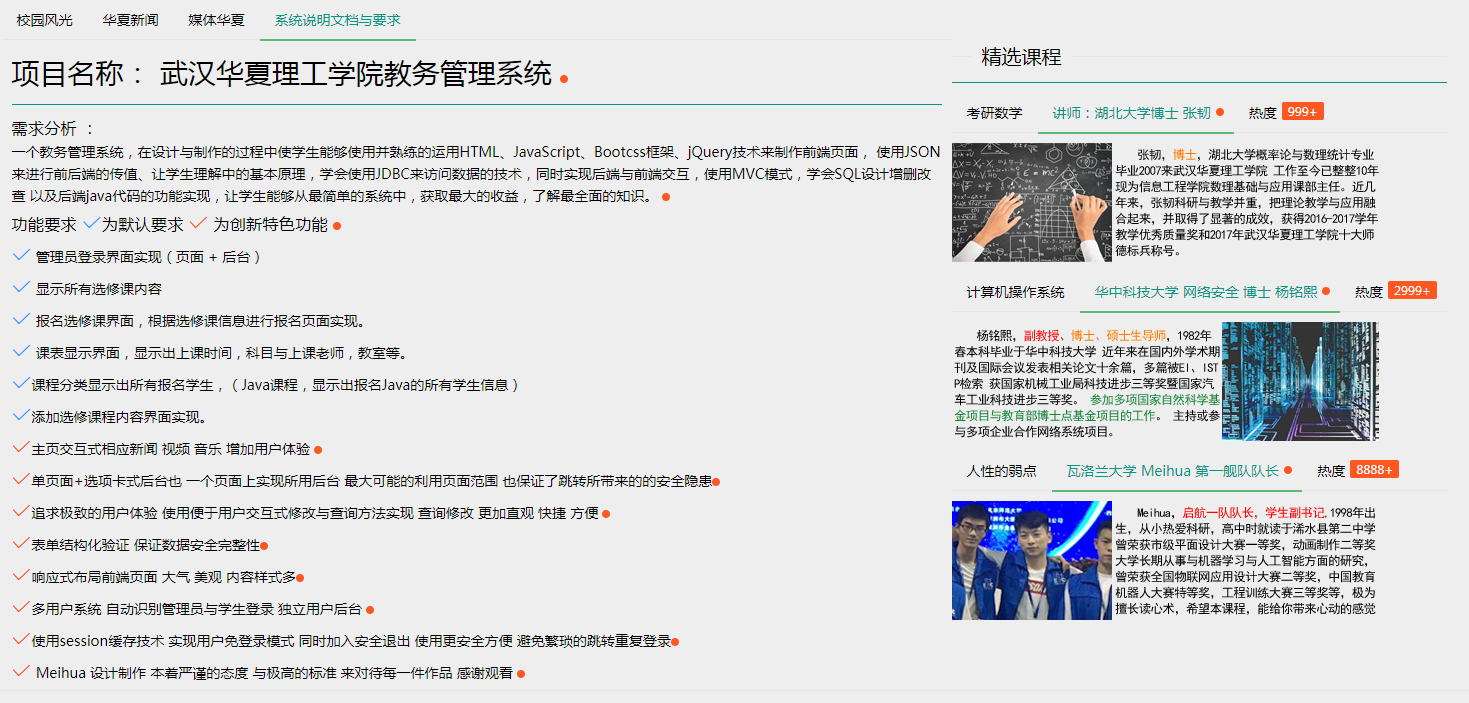 校园风光 华夏新闻 媒体华夏 系统说明文档与要求
项目名称： 武汉华夏理工学院教务管理系统
需求分析 ：
一个教务管理系统，在设计与制作的过程中使学生能够使用并熟练的运用HTML、JavaScript、Bootcss框架、jQuery技术来制作前端页面， 使用JSON
来进行前后端的传值、让学生理解中的基本原理，学会使用JDBC来访问数据的技术，同时实现后端与前端交互，使用MVC模式，学会SQL设计增删改
查 以及后端java代码的功能实现，让学生能够从最简单的系统中，获取最大的收益，了解最全面的知识。
功能要求 为默认要求 为创新特色功能
管理员登录界面实现（页面 + 后台）
显示所有选修课内容
报名选修课界面，根据选修课信息进行报名页面实现。
课表显示界面，显示出上课时间，科目与上课老师，教室等。
课程分类显示出所有报名学生，（Java课程，显示出报名Java的所有学生信息）
添加选修课程内容界面实现。
主页交互式相应新闻 视频 音乐 增加用户体验
单页面+选项卡式后台也 一个页面上实现所用后台 最大可能的利用页面范围 也保证了跳转所带来的的安全隐患
追求极致的用户体验 使用便于用户交互式修改与查询方法实现 查询修改 更加直观 快捷 方便
表单结构化验证 保证数据安全完整性
响应式布局前端页面 大气 美观 内容样式多
多用户系统 自动识别管理员与学生登录 独立用户后台
使用session缓存技术 实现用户免登录模式 同时加入安全退出 使用更安全方便 避免繁琐的跳转重复登录
Meihua 设计制作 本着严谨的态度 与极高的标准 来对待每一件作品 感谢观看
精选课程
考研数学 讲师：湖北大学博士 张韧 热度 999+
张韧，博士，湖北大学概率论与数理统计专业
毕业2007来武汉华夏理工学院 工作至今已整整10年
现为信息工程学院数理基础与应用课部主任。近几
年来，张韧科研与教学并重，把理论教学与应用融
合起来，并取得了显著的成效，获得2016-2017学年
教学优秀质量奖和2017年武汉华夏理工学院十大师
德标兵称号。
计算机操作系统 华中科技大学 网络安全 博士 杨铭熙 热度 2999+
杨铭熙，副教授、博士、硕士生导师，1982年
春本科毕业于华中科技大学 近年来在国内外学术期
刊及国际会议发表相关论文十余篇，多篇被EI、IST
P检索 获国家机械工业局科技进步三等奖暨国家汽
车工业科技进步三等奖。 参加多项国家自然科学基
金项目与教育部博士点基金项目的工作。 主持或参
与多项企业合作网络系统项目。
人性的弱点 瓦洛兰大学 Meihua 第一舰队队长 热度 8888+
Meihua，启航一队队长，学生副书记,1998年出
生，从小热爱科研，高中时就读于浠水县第二中学
曾荣获市级平面设计大赛一等奖，动画制作二等奖
大学长期从事与机器学习与人工智能方面的研究，
曾荣获全国物联网应用设计大赛二等奖，中国教育
机器人大赛特等奖，工程训练大赛三等奖等，极为
擅长读心术，希望本课程，能给你带来心动的感觉